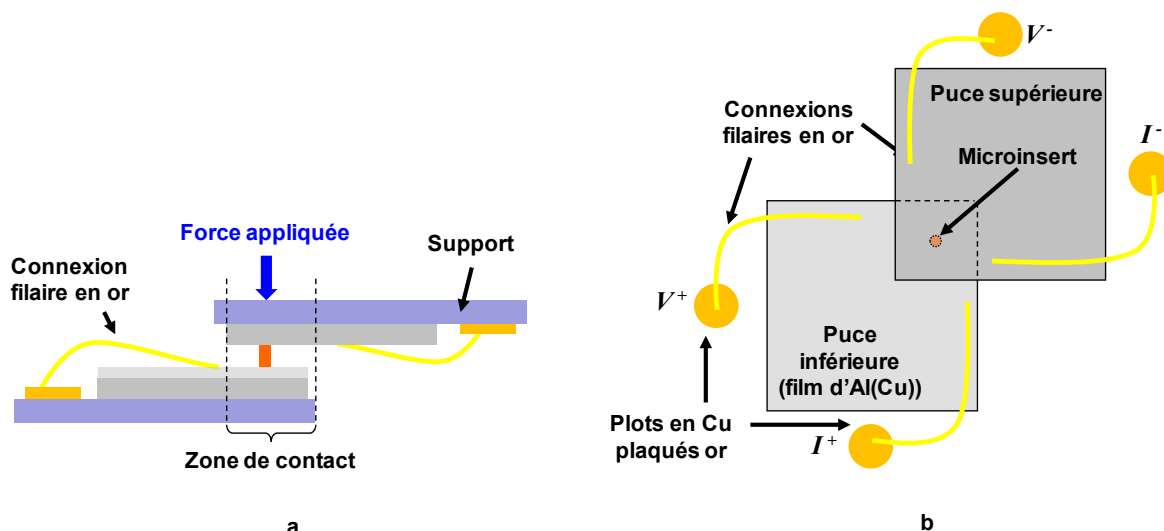 Force appliquée
Support
Connexion
filaire en or
Zone de contact
a
V⁻
Puce supérieure
Connexions
filaires en or
I⁻
Microinsert
V⁺
Puce
inférieure
(film d'Al(Cu))
Plots en Cu
plaqués or
I⁺
b